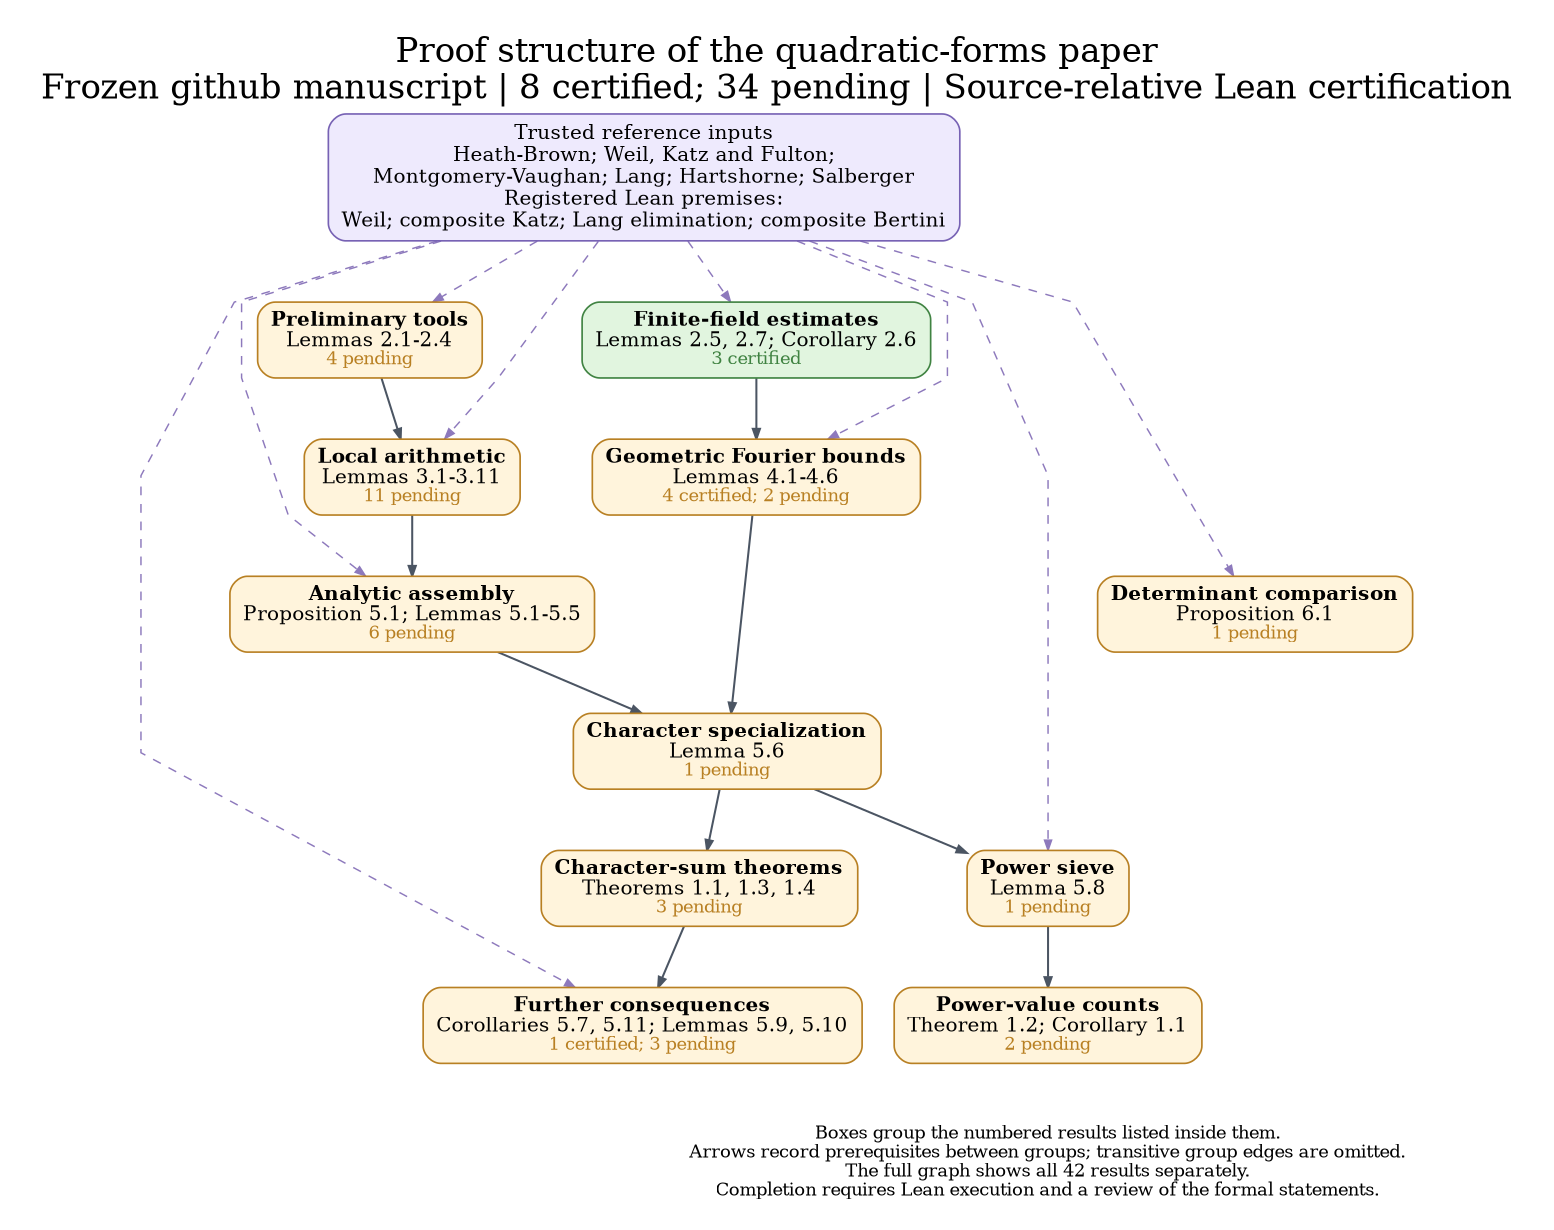 Proof structure of the quadratic-forms paper
Frozen github manuscript | 8 certified; 34 pending | Source-relative Lean certification
Trusted reference inputs
Heath-Brown; Weil, Katz and Fulton;
Montgomery-Vaughan; Lang; Hartshorne; Salberger
Registered Lean premises:
Weil; composite Katz; Lang elimination; composite Bertini
Preliminary tools
Lemmas 2.1-2.4
4 pending
Finite-field estimates
Lemmas 2.5, 2.7; Corollary 2.6
3 certified
Local arithmetic
Lemmas 3.1-3.11
11 pending
Geometric Fourier bounds
Lemmas 4.1-4.6
4 certified; 2 pending
Analytic assembly
Proposition 5.1; Lemmas 5.1-5.5
6 pending
Determinant comparison
Proposition 6.1
1 pending
Character specialization
Lemma 5.6
1 pending
Character-sum theorems
Theorems 1.1, 1.3, 1.4
3 pending
Power sieve
Lemma 5.8
1 pending
Further consequences
Corollaries 5.7, 5.11; Lemmas 5.9, 5.10
1 certified; 3 pending
Power-value counts
Theorem 1.2; Corollary 1.1
2 pending
Boxes group the numbered results listed inside them.
Arrows record prerequisites between groups; transitive group edges are omitted.
The full graph shows all 42 results separately.
Completion requires Lean execution and a review of the formal statements.